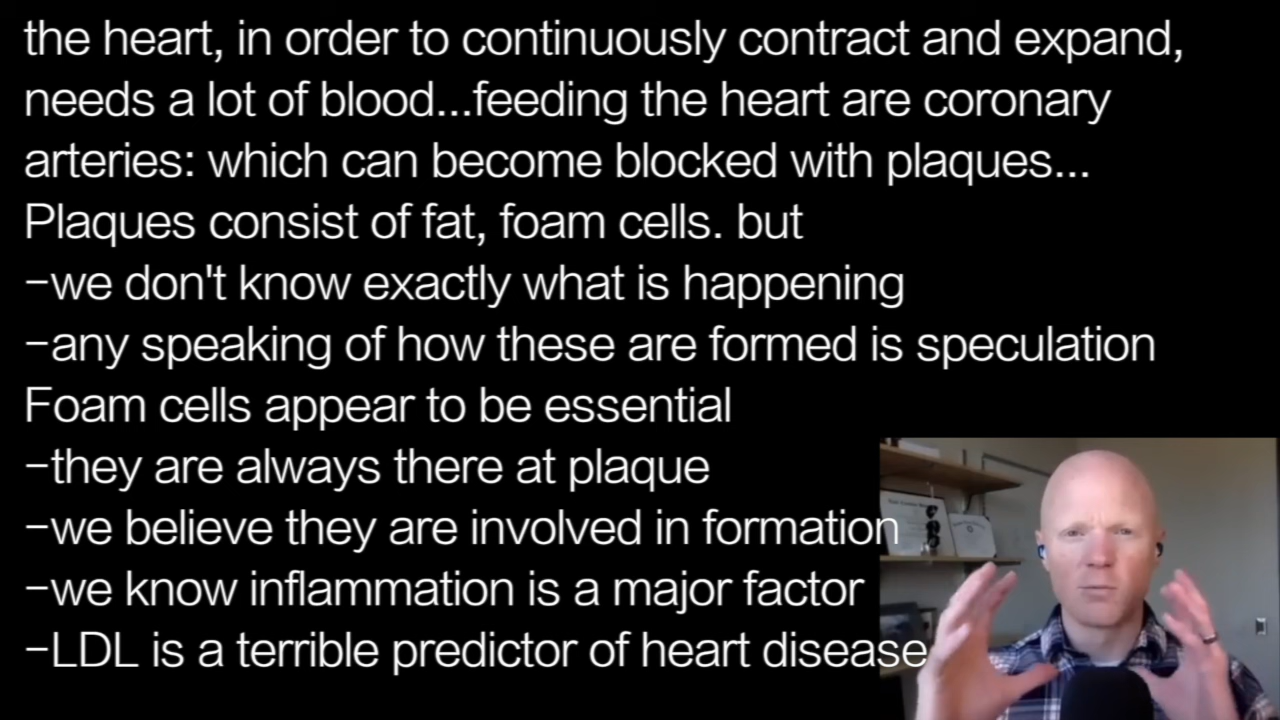 the heart, in order to continuously contract and expand,
needs a lot of blood...feeding the heart are coronary
arteries: which can become blocked with plaques...
Plaques consist of fat, foam cells. but
−we don't know exactly what is happening
−any speaking of how these are formed is speculation
Foam cells appear to be essential
−they are always there at plaque
−we believe they are involved in formation
−we know inflammation is a major factor
−LDL is a terrible predictor of heart disease